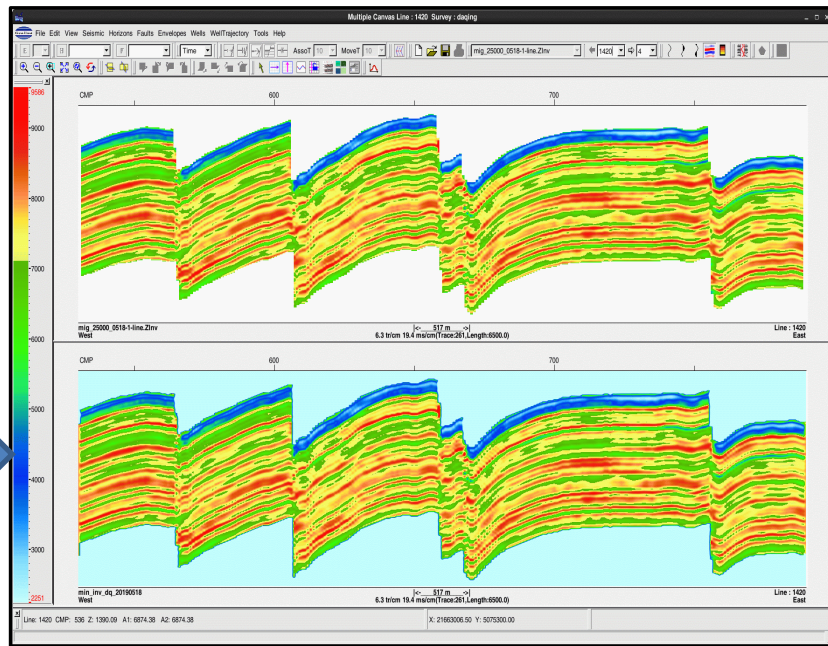 Multiple Canvas Line : 1420 Survey : daqing
File Edit View Seismic Horizons Faults Envelopes Wells WellTrajectory Tools Help
E H F Time AssoT 10 MoveT 10 mig_25000_0518-1-line.ZInv 1420 4
9586
9000
8000
7000
6000
5000
4000
3000
2251
CMP 600 700
mig_25000_0518-1-line.ZInv |<-__517 m__->| Line : 1420
West 6.3 tr/cm 19.4 ms/cm(Trace:261,Length:6500.0) East
CMP 600 700
min_inv_dq_20190518 |<-__517 m__->| Line : 1420
West 6.3 tr/cm 19.4 ms/cm(Trace:261,Length:6500.0) East
Line: 1420 CMP: 536 Z: 1390.09 A1: 6874.38 A2: 6874.38 X: 21663006.50 Y: 5075300.00